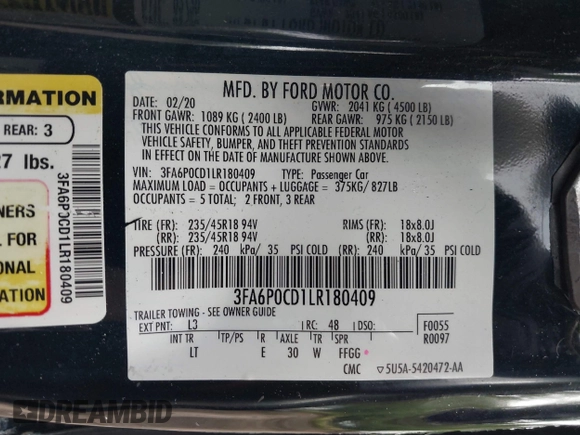 ORMATION
REAR: 3
27 lbs.
NERS
FOR
ONAL
ATION
3FA6P0CD1LR180409
MFD. BY FORD MOTOR CO.
DATE: 02/20 GVWR: 2041 KG ( 4500 LB)
FRONT GAWR: 1089 KG ( 2400 LB) REAR GAWR: 975 KG ( 2150 LB)
THIS VEHICLE CONFORMS TO ALL APPLICABLE FEDERAL MOTOR
VEHICLE SAFETY, BUMPER, AND THEFT PREVENTION STANDARDS
IN EFFECT ON THE DATE OF MANUFACTURE SHOWN ABOVE.
VIN: 3FA6P0CD1LR180409 TYPE: Passenger Car
MAXIMUM LOAD = OCCUPANTS + LUGGAGE = 375KG/ 827LB
OCCUPANTS = 5 TOTAL; 2 FRONT, 3 REAR
TIRE (FR): 235/45R18 94V RIMS (FR): 18x8.0J
(RR): 235/45R18 94V (RR): 18x8.0J
PRESSURE (FR): 240 kPa/ 35 PSI COLD (RR): 240 kPa/ 35 PSI COLD
3FA6P0CD1LR180409
TRAILER TOWING - SEE OWNER GUIDE
EXT PNT: L3 RC: 48 DSO: F0055
INT TR TP/PS R AXLE TR SPR R0097
LT E 30 W FFGG
CMC 5U5A-5420472-AA
DREAMBID